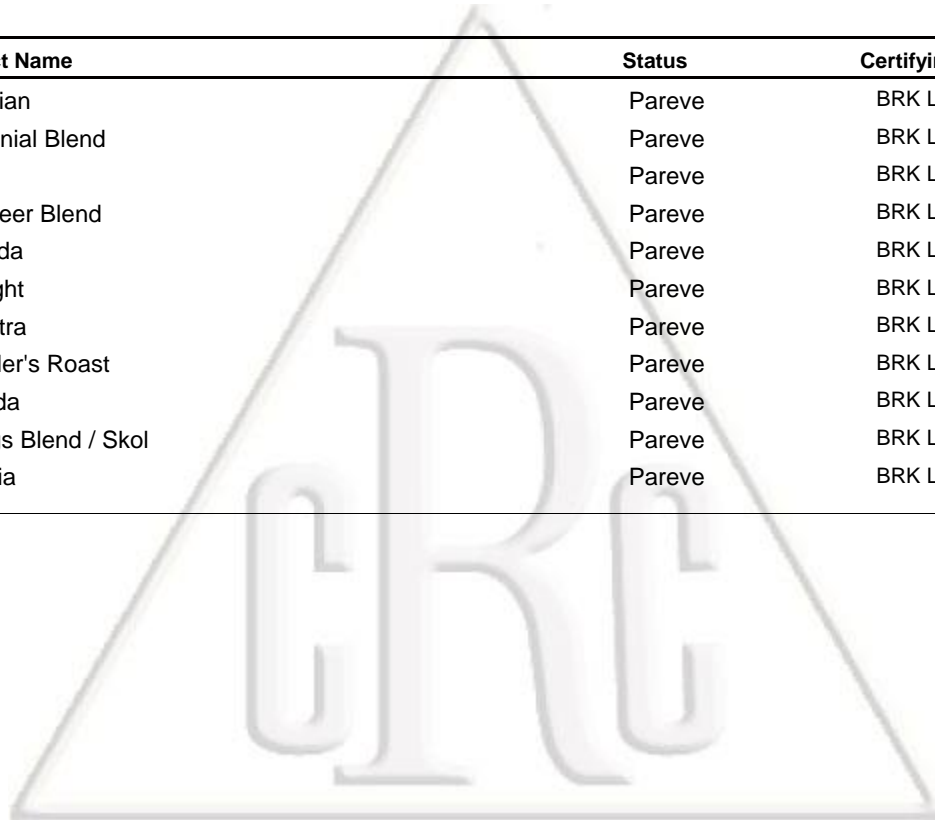 t Name Status Certifyin
ian Pareve BRK L
nial Blend Pareve BRK L
Pareve BRK L
eer Blend Pareve BRK L
da Pareve BRK L
ght Pareve BRK L
tra Pareve BRK L
ler's Roast Pareve BRK L
da Pareve BRK L
s Blend / Skol Pareve BRK L
ia Pareve BRK L
cRc